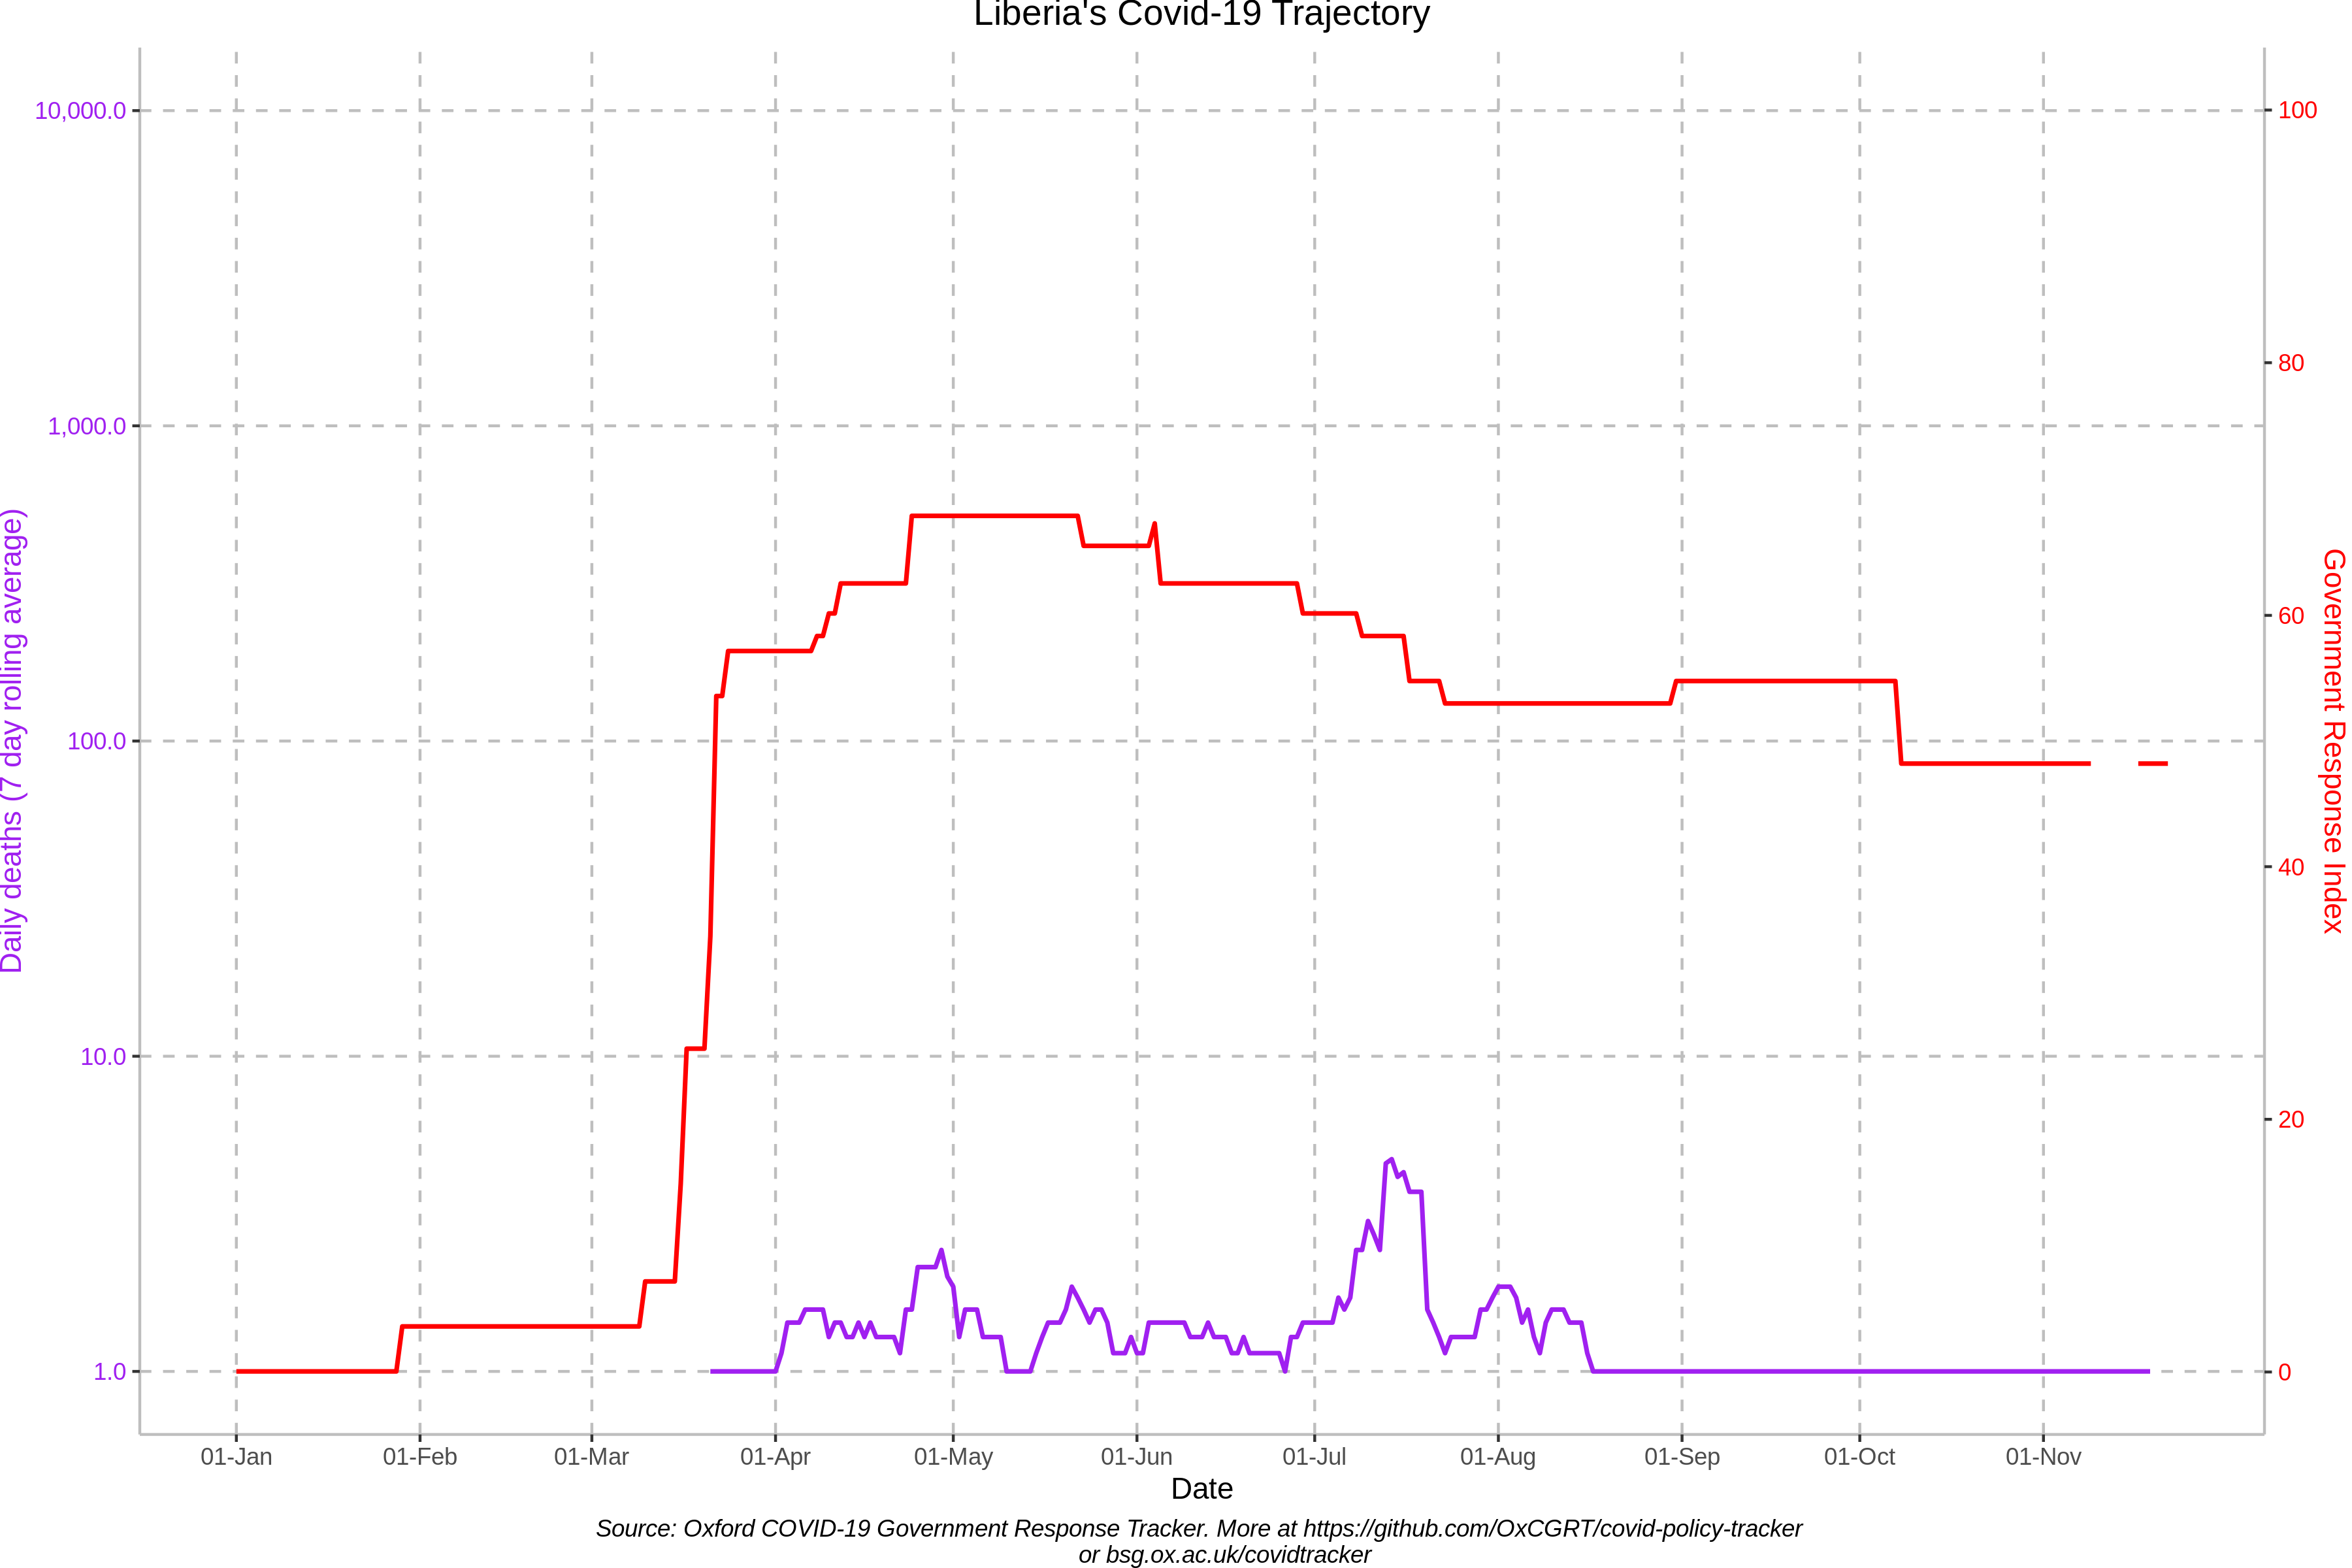 Liberia's Covid-19 Trajectory
10,000.0
1,000.0
100.0
10.0
1.0
Daily deaths (7 day rolling average)
100
80
60
40
20
0
Government Response Index
01-Jan 01-Feb 01-Mar 01-Apr 01-May 01-Jun 01-Jul 01-Aug 01-Sep 01-Oct 01-Nov
Date
Source: Oxford COVID-19 Government Response Tracker. More at https://github.com/OxCGRT/covid-policy-tracker
or bsg.ox.ac.uk/covidtracker